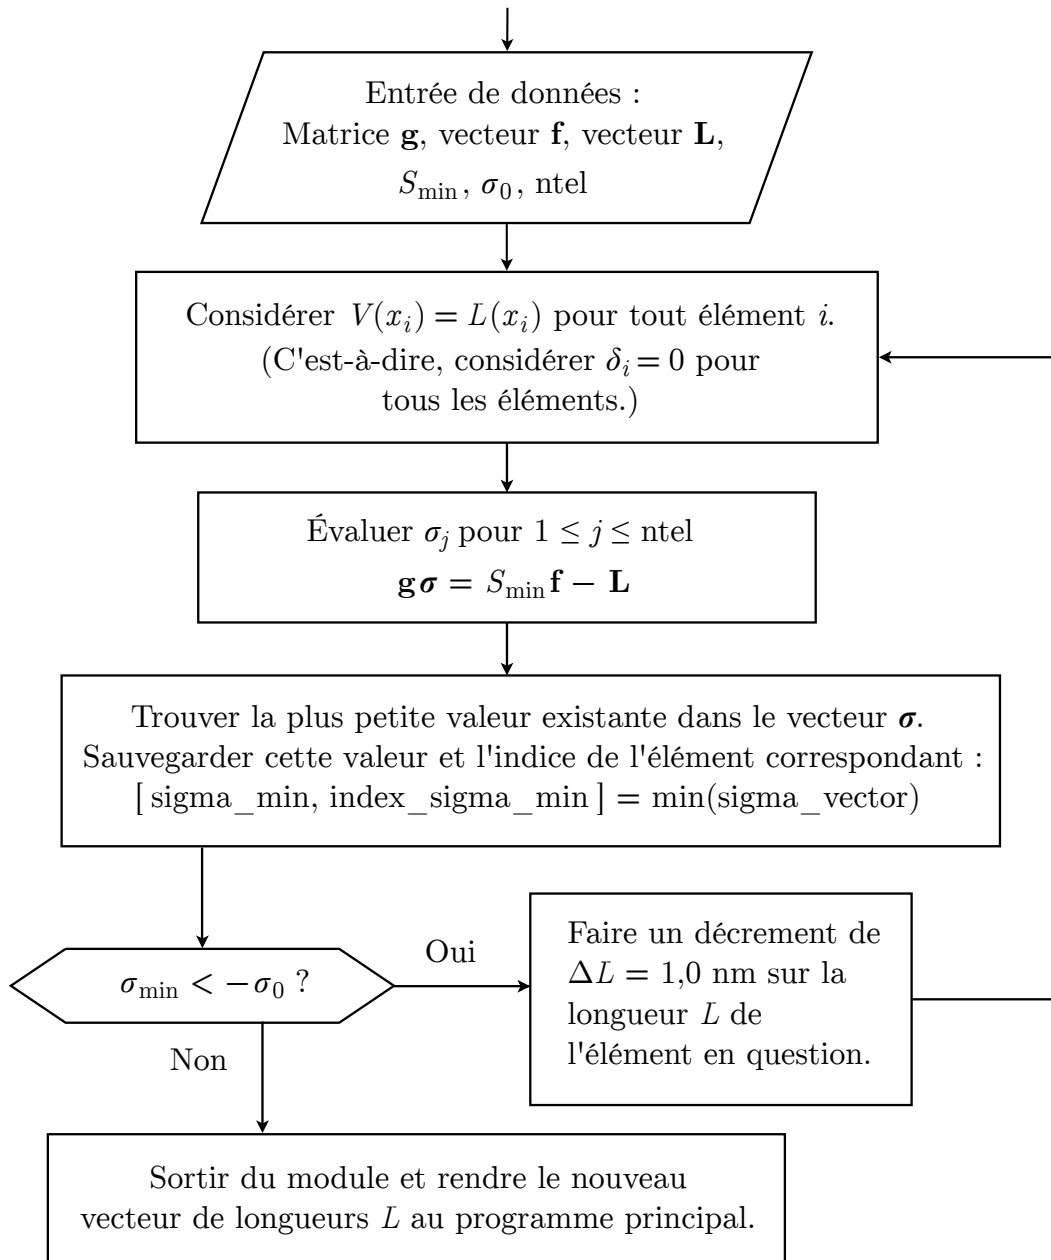 Entrée de données :
Matrice g, vecteur f, vecteur L,
S_min, σ_0, ntel
Considérer V(x_i) = L(x_i) pour tout élément i.
(C'est-à-dire, considérer δ_i = 0 pour
tous les éléments.)
Évaluer σ_j pour 1 ≤ j ≤ ntel
gσ = S_min f − L
Trouver la plus petite valeur existante dans le vecteur σ.
Sauvegarder cette valeur et l'indice de l'élément correspondant :
[ sigma_min, index_sigma_min ] = min(sigma_vector)
σ_min < −σ_0 ?
Oui
Faire un décrement de
ΔL = 1,0 nm sur la
longueur L de
l'élément en question.
Non
Sortir du module et rendre le nouveau
vecteur de longueurs L au programme principal.